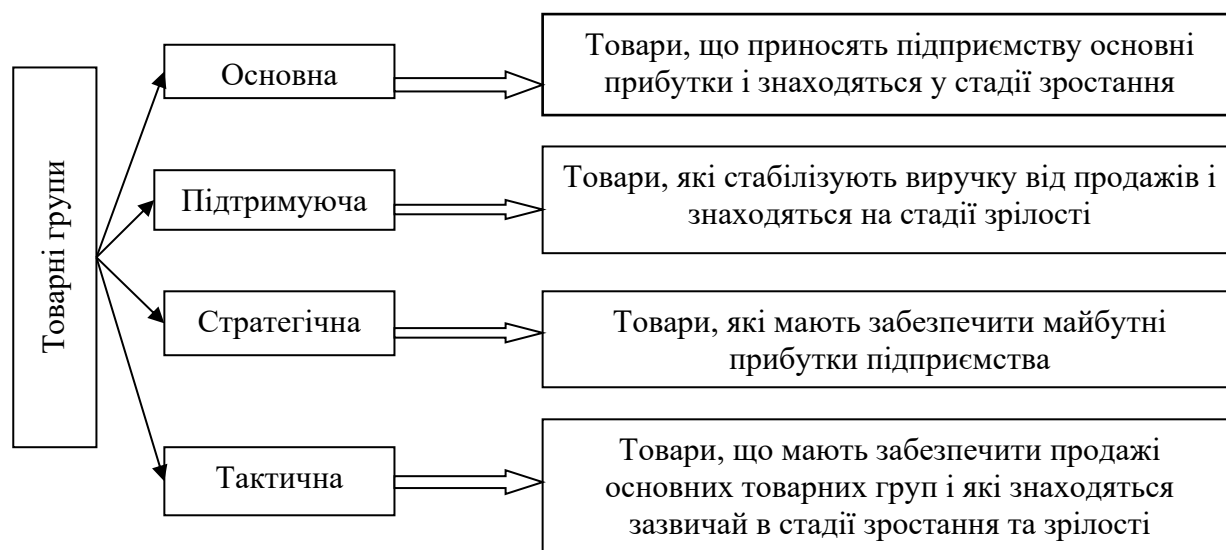 Товарні групи
Основна
Товари, що приносять підприємству основні
прибутки і знаходяться у стадії зростання
Підтримуюча
Товари, які стабілізують виручку від продажів і
знаходяться на стадії зрілості
Стратегічна
Товари, які мають забезпечити майбутні
прибутки підприємства
Тактична
Товари, що мають забезпечити продажі
основних товарних груп і які знаходяться
зазвичай в стадії зростання та зрілості